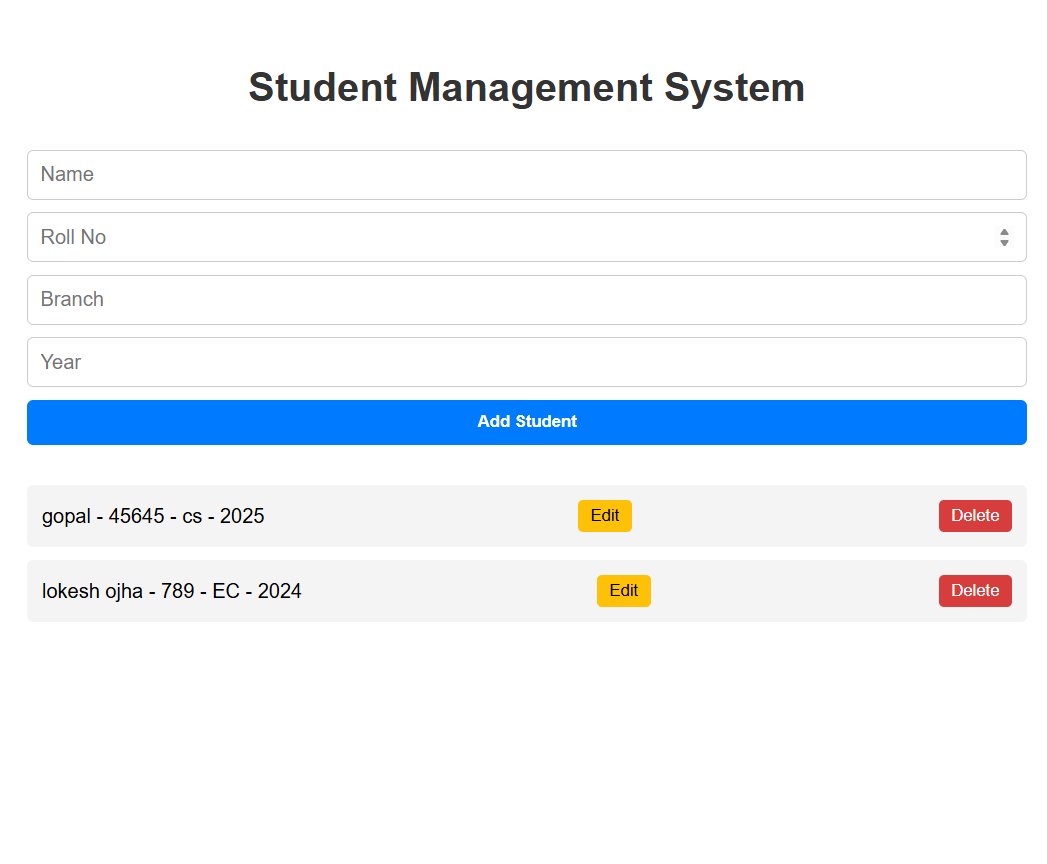 Student Management System
Name
Roll No
Branch
Year
Add Student
gopal - 45645 - cs - 2025 Edit Delete
lokesh ojha - 789 - EC - 2024 Edit Delete